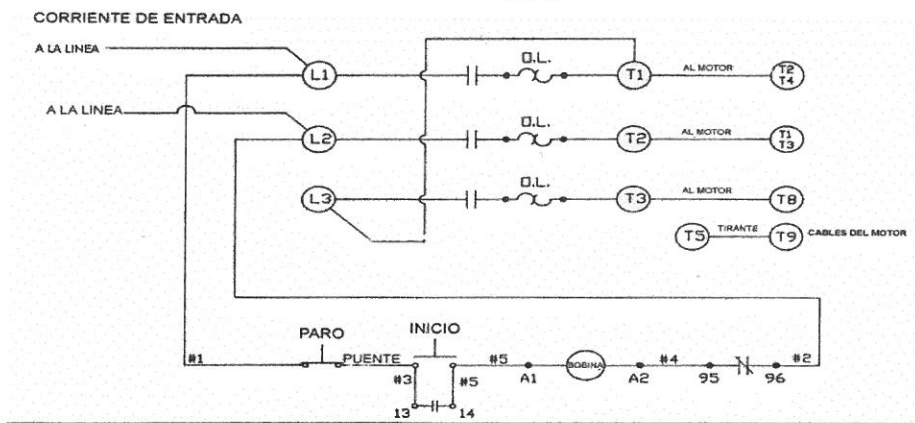 CORRIENTE DE ENTRADA
A LA LINEA
L1
O.L.
T1
AL MOTOR
T2
T4
A LA LINEA
L2
O.L.
T2
AL MOTOR
T1
T3
L3
O.L.
T3
AL MOTOR
T8
T5
TIRANTE
T9
CABLES DEL MOTOR
PARO
INICIO
#1
PUENTE
#5
#4
#2
#3
#5
A1
BOBINA
A2
95
96
13
14